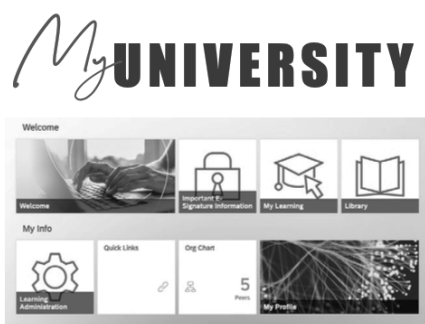 MyUNIVERSITY
Welcome
Welcome
Important E-
Signature Information
My Learning
Library
My Info
Learning
Administration
Quick Links
Org Chart
5
Peers
My Profile